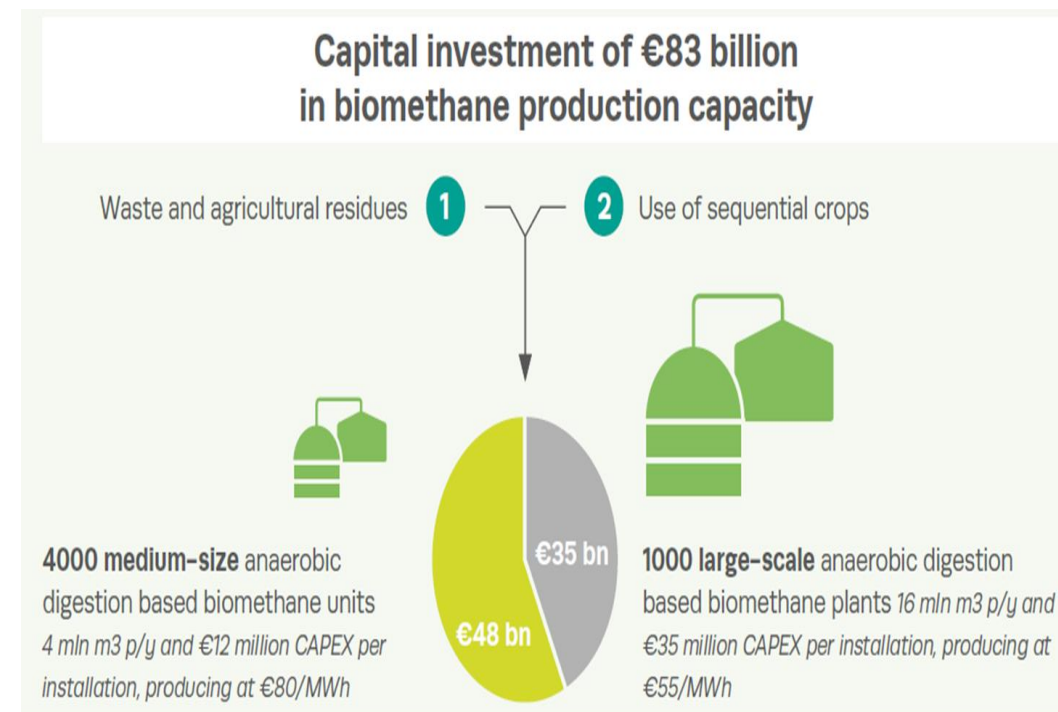 Capital investment of €83 billion
in biomethane production capacity
Waste and agricultural residues 1
2 Use of sequential crops
€35 bn
€48 bn
4000 medium-size anaerobic
digestion based biomethane units
4 mln m3 p/y and €12 million CAPEX per
installation, producing at €80/MWh
1000 large-scale anaerobic digestion
based biomethane plants 16 mln m3 p/y and
€35 million CAPEX per installation, producing at
€55/MWh